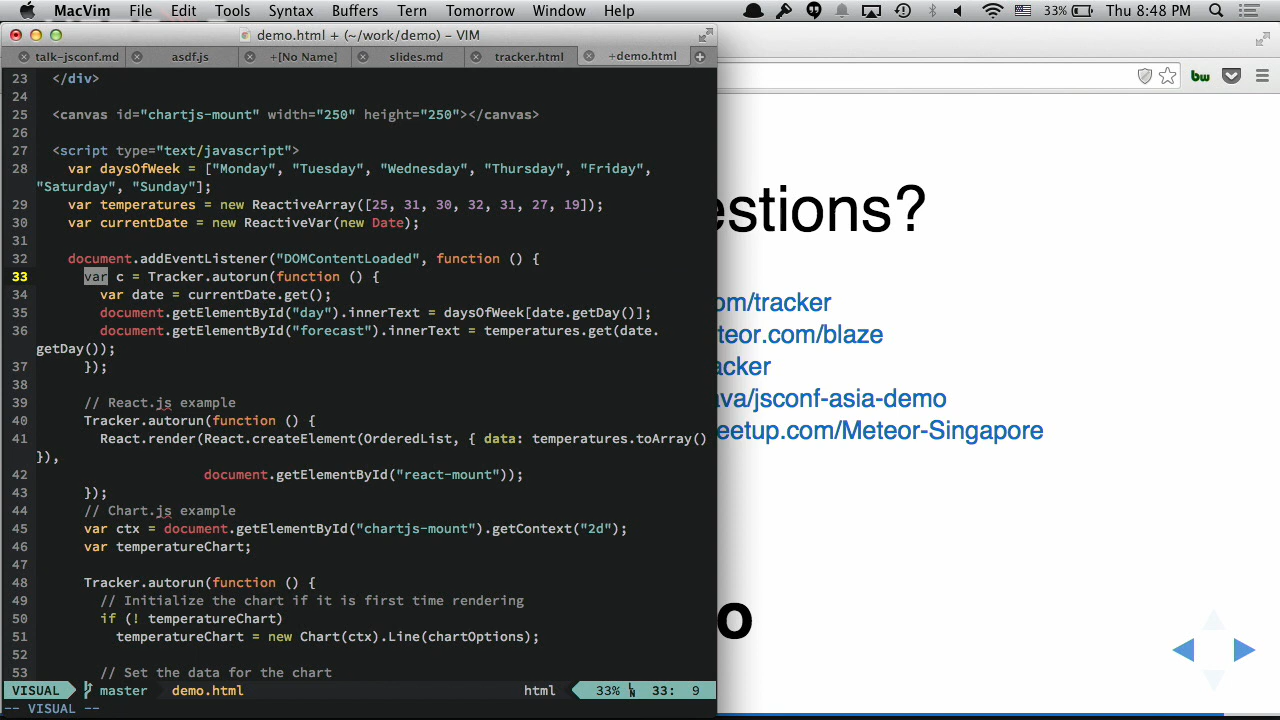 MacVim File Edit Tools Syntax Buffers Tern Tomorrow Window Help 33% Thu 8:48 PM
demo.html + (~/work/demo) – VIM
talk-jsconf.md asdf.js +[No Name] slides.md tracker.html +demo.html
bw
23 </div>
24
25 <canvas id="chartjs-mount" width="250" height="250"></canvas>
26
27 <script type="text/javascript">
28 var daysOfWeek = ["Monday", "Tuesday", "Wednesday", "Thursday", "Friday",
"Saturday", "Sunday"];
29 var temperatures = new ReactiveArray([25, 31, 30, 32, 31, 27, 19]);
30 var currentDate = new ReactiveVar(new Date);
31
32 document.addEventListener("DOMContentLoaded", function () {
33 var c = Tracker.autorun(function () {
34 var date = currentDate.get();
35 document.getElementById("day").innerText = daysOfWeek[date.getDay()];
36 document.getElementById("forecast").innerText = temperatures.get(date.
getDay());
37 });
38
39 // React.js example
40 Tracker.autorun(function () {
41 React.render(React.createElement(OrderedList, { data: temperatures.toArray()
}),
42 document.getElementById("react-mount"));
43 });
44 // Chart.js example
45 var ctx = document.getElementById("chartjs-mount").getContext("2d");
46 var temperatureChart;
47
48 Tracker.autorun(function () {
49 // Initialize the chart if it is first time rendering
50 if (! temperatureChart)
51 temperatureChart = new Chart(ctx).Line(chartOptions);
52
53 // Set the data for the chart
VISUAL master demo.html html 33% 33: 9
-- VISUAL --
estions?
om/tracker
teor.com/blaze
acker
ava/jsconf-asia-demo
eetup.com/Meteor-Singapore
o